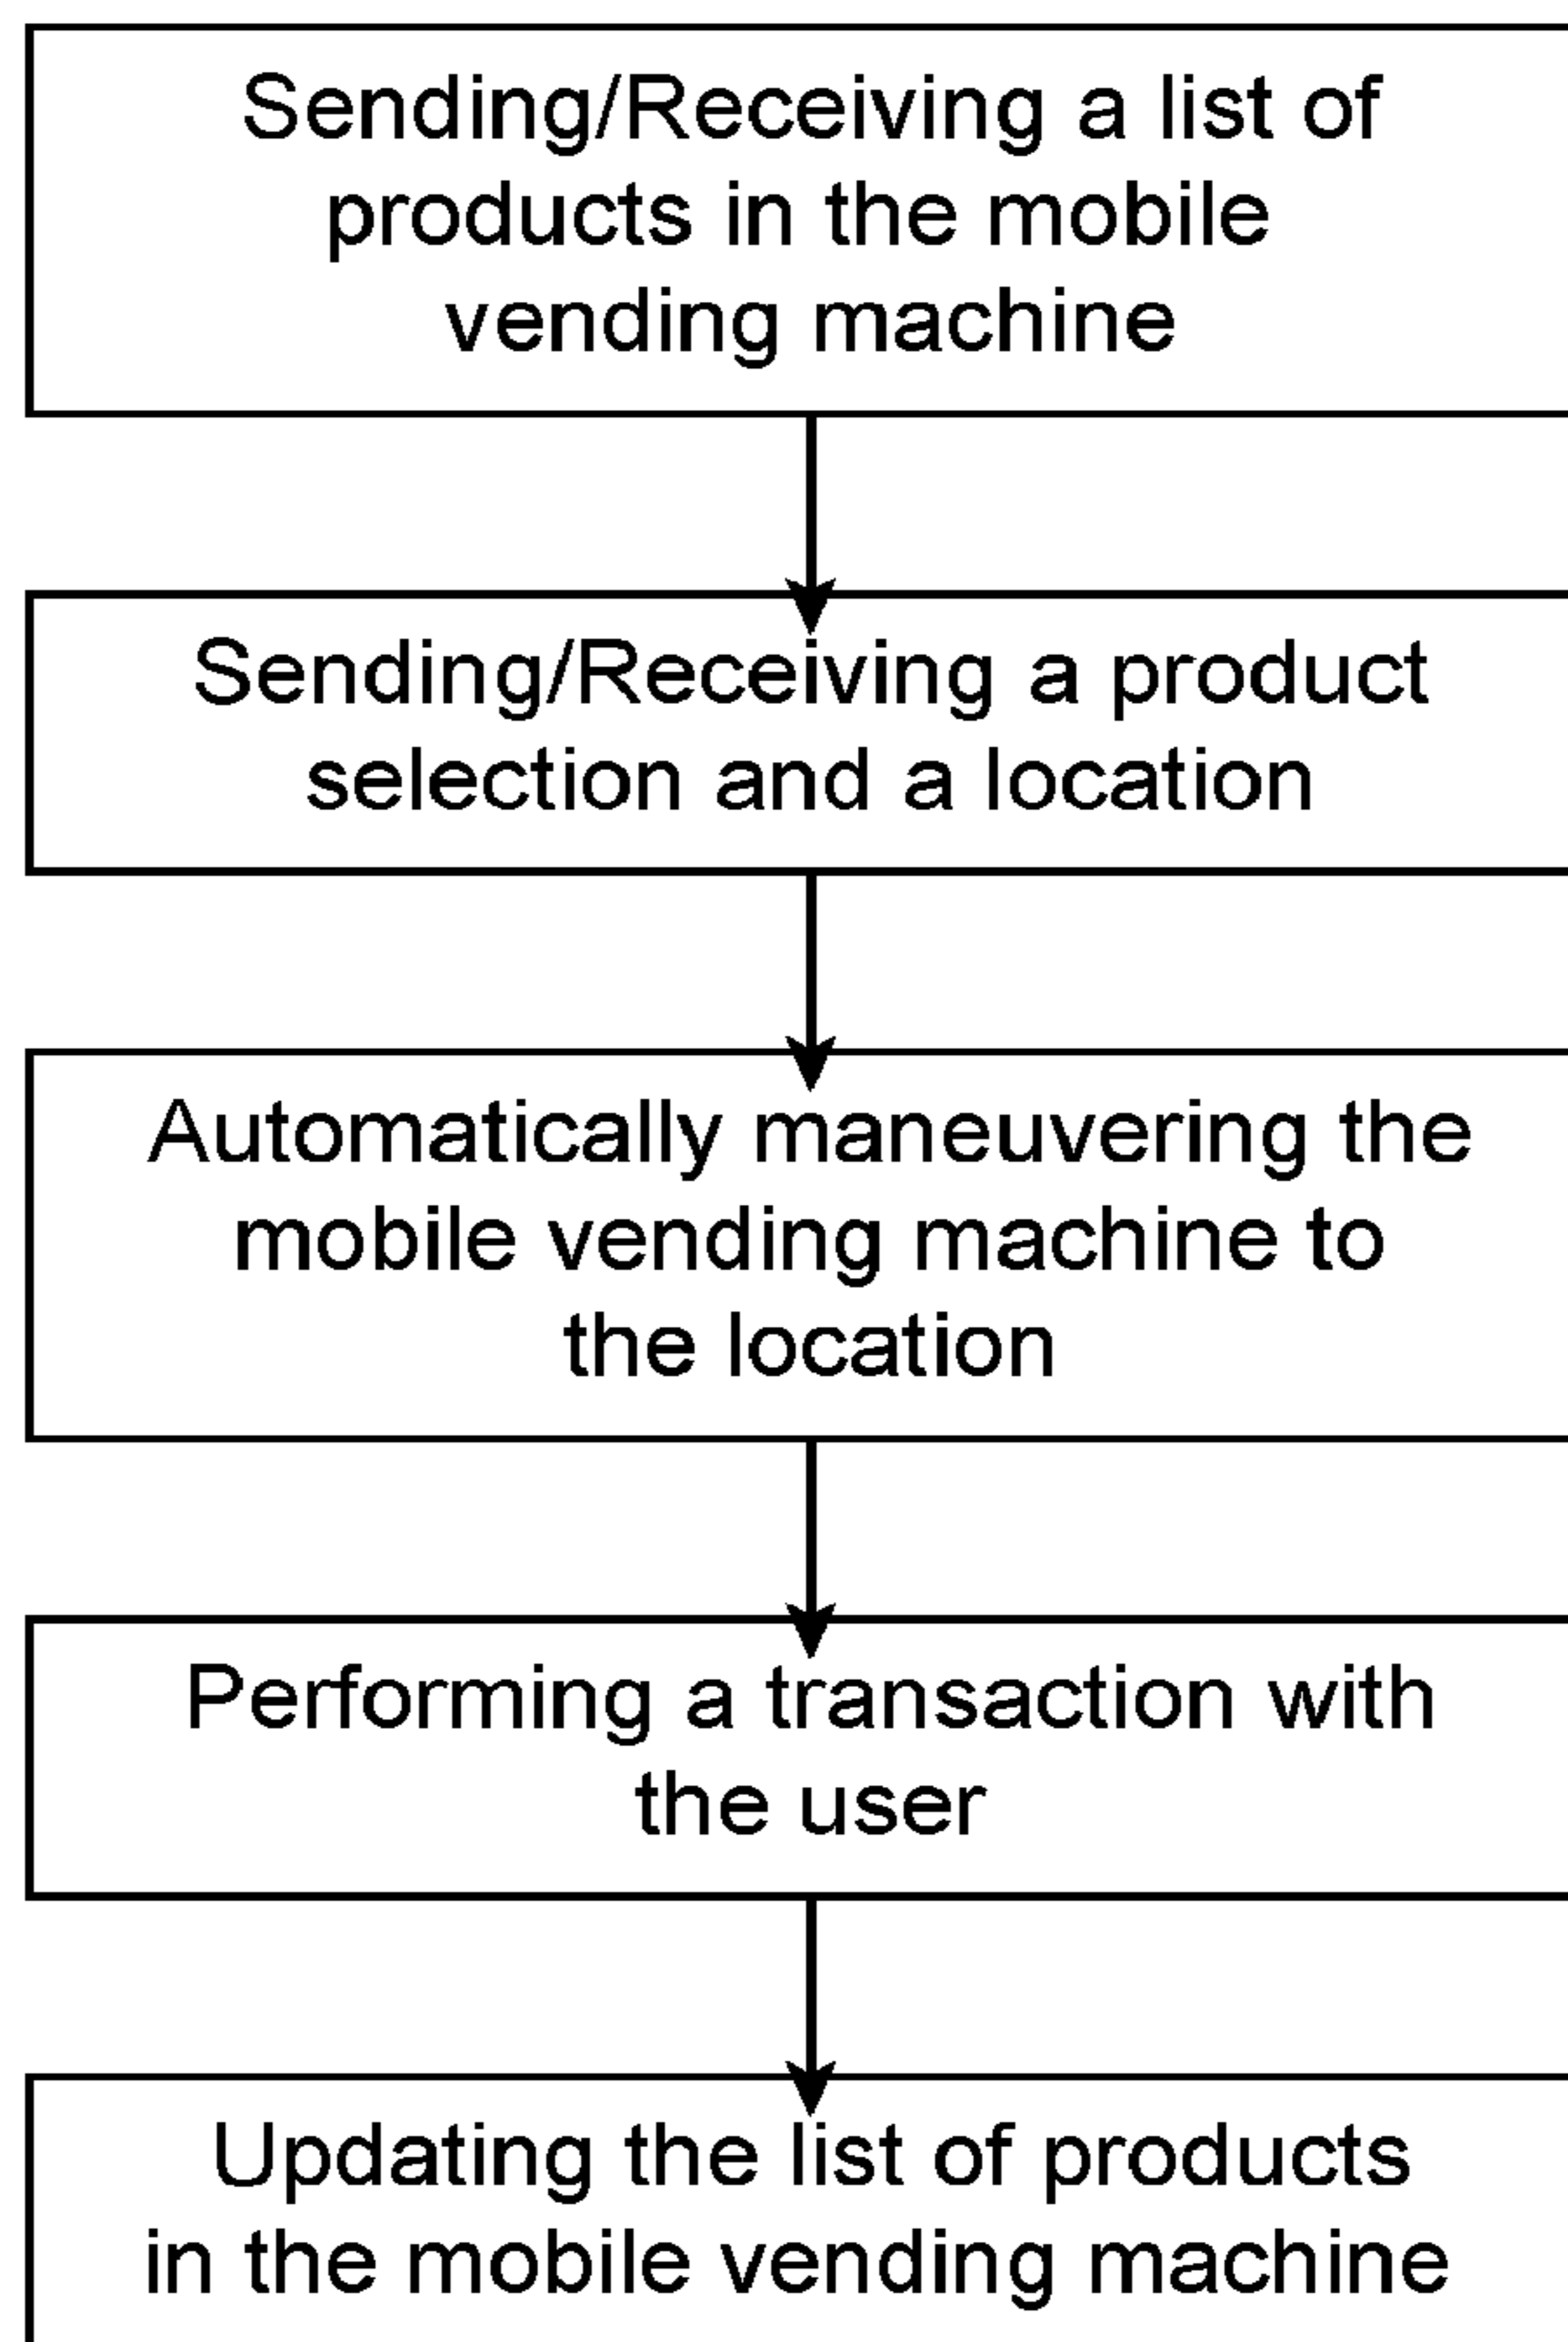 Sending/Receiving a list of
products in the mobile
vending machine
Sending/Receiving a product
selection and a location
Automatically maneuvering the
mobile vending machine to
the location
Performing a transaction with
the user
Updating the list of products
in the mobile vending machine